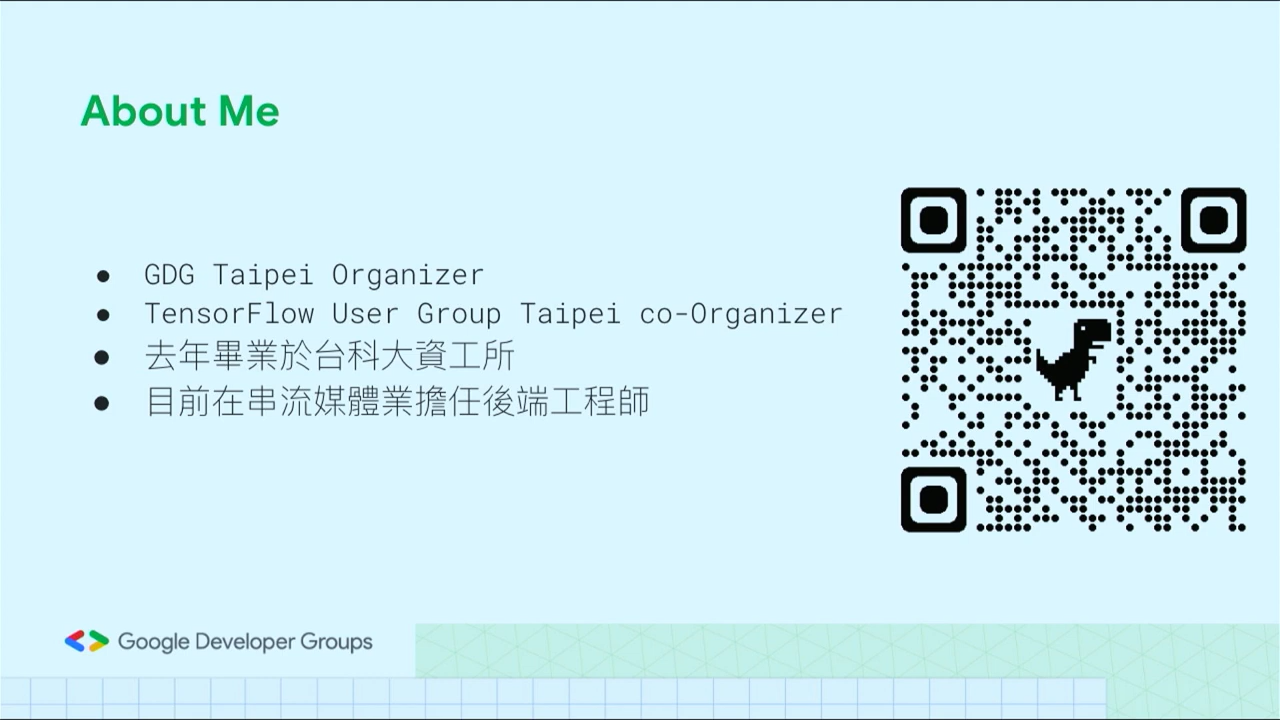 About Me
● GDG Taipei Organizer
● TensorFlow User Group Taipei co-Organizer
● 去年畢業於台科大資工所
● 目前在串流媒體業擔任後端工程師
Google Developer Groups